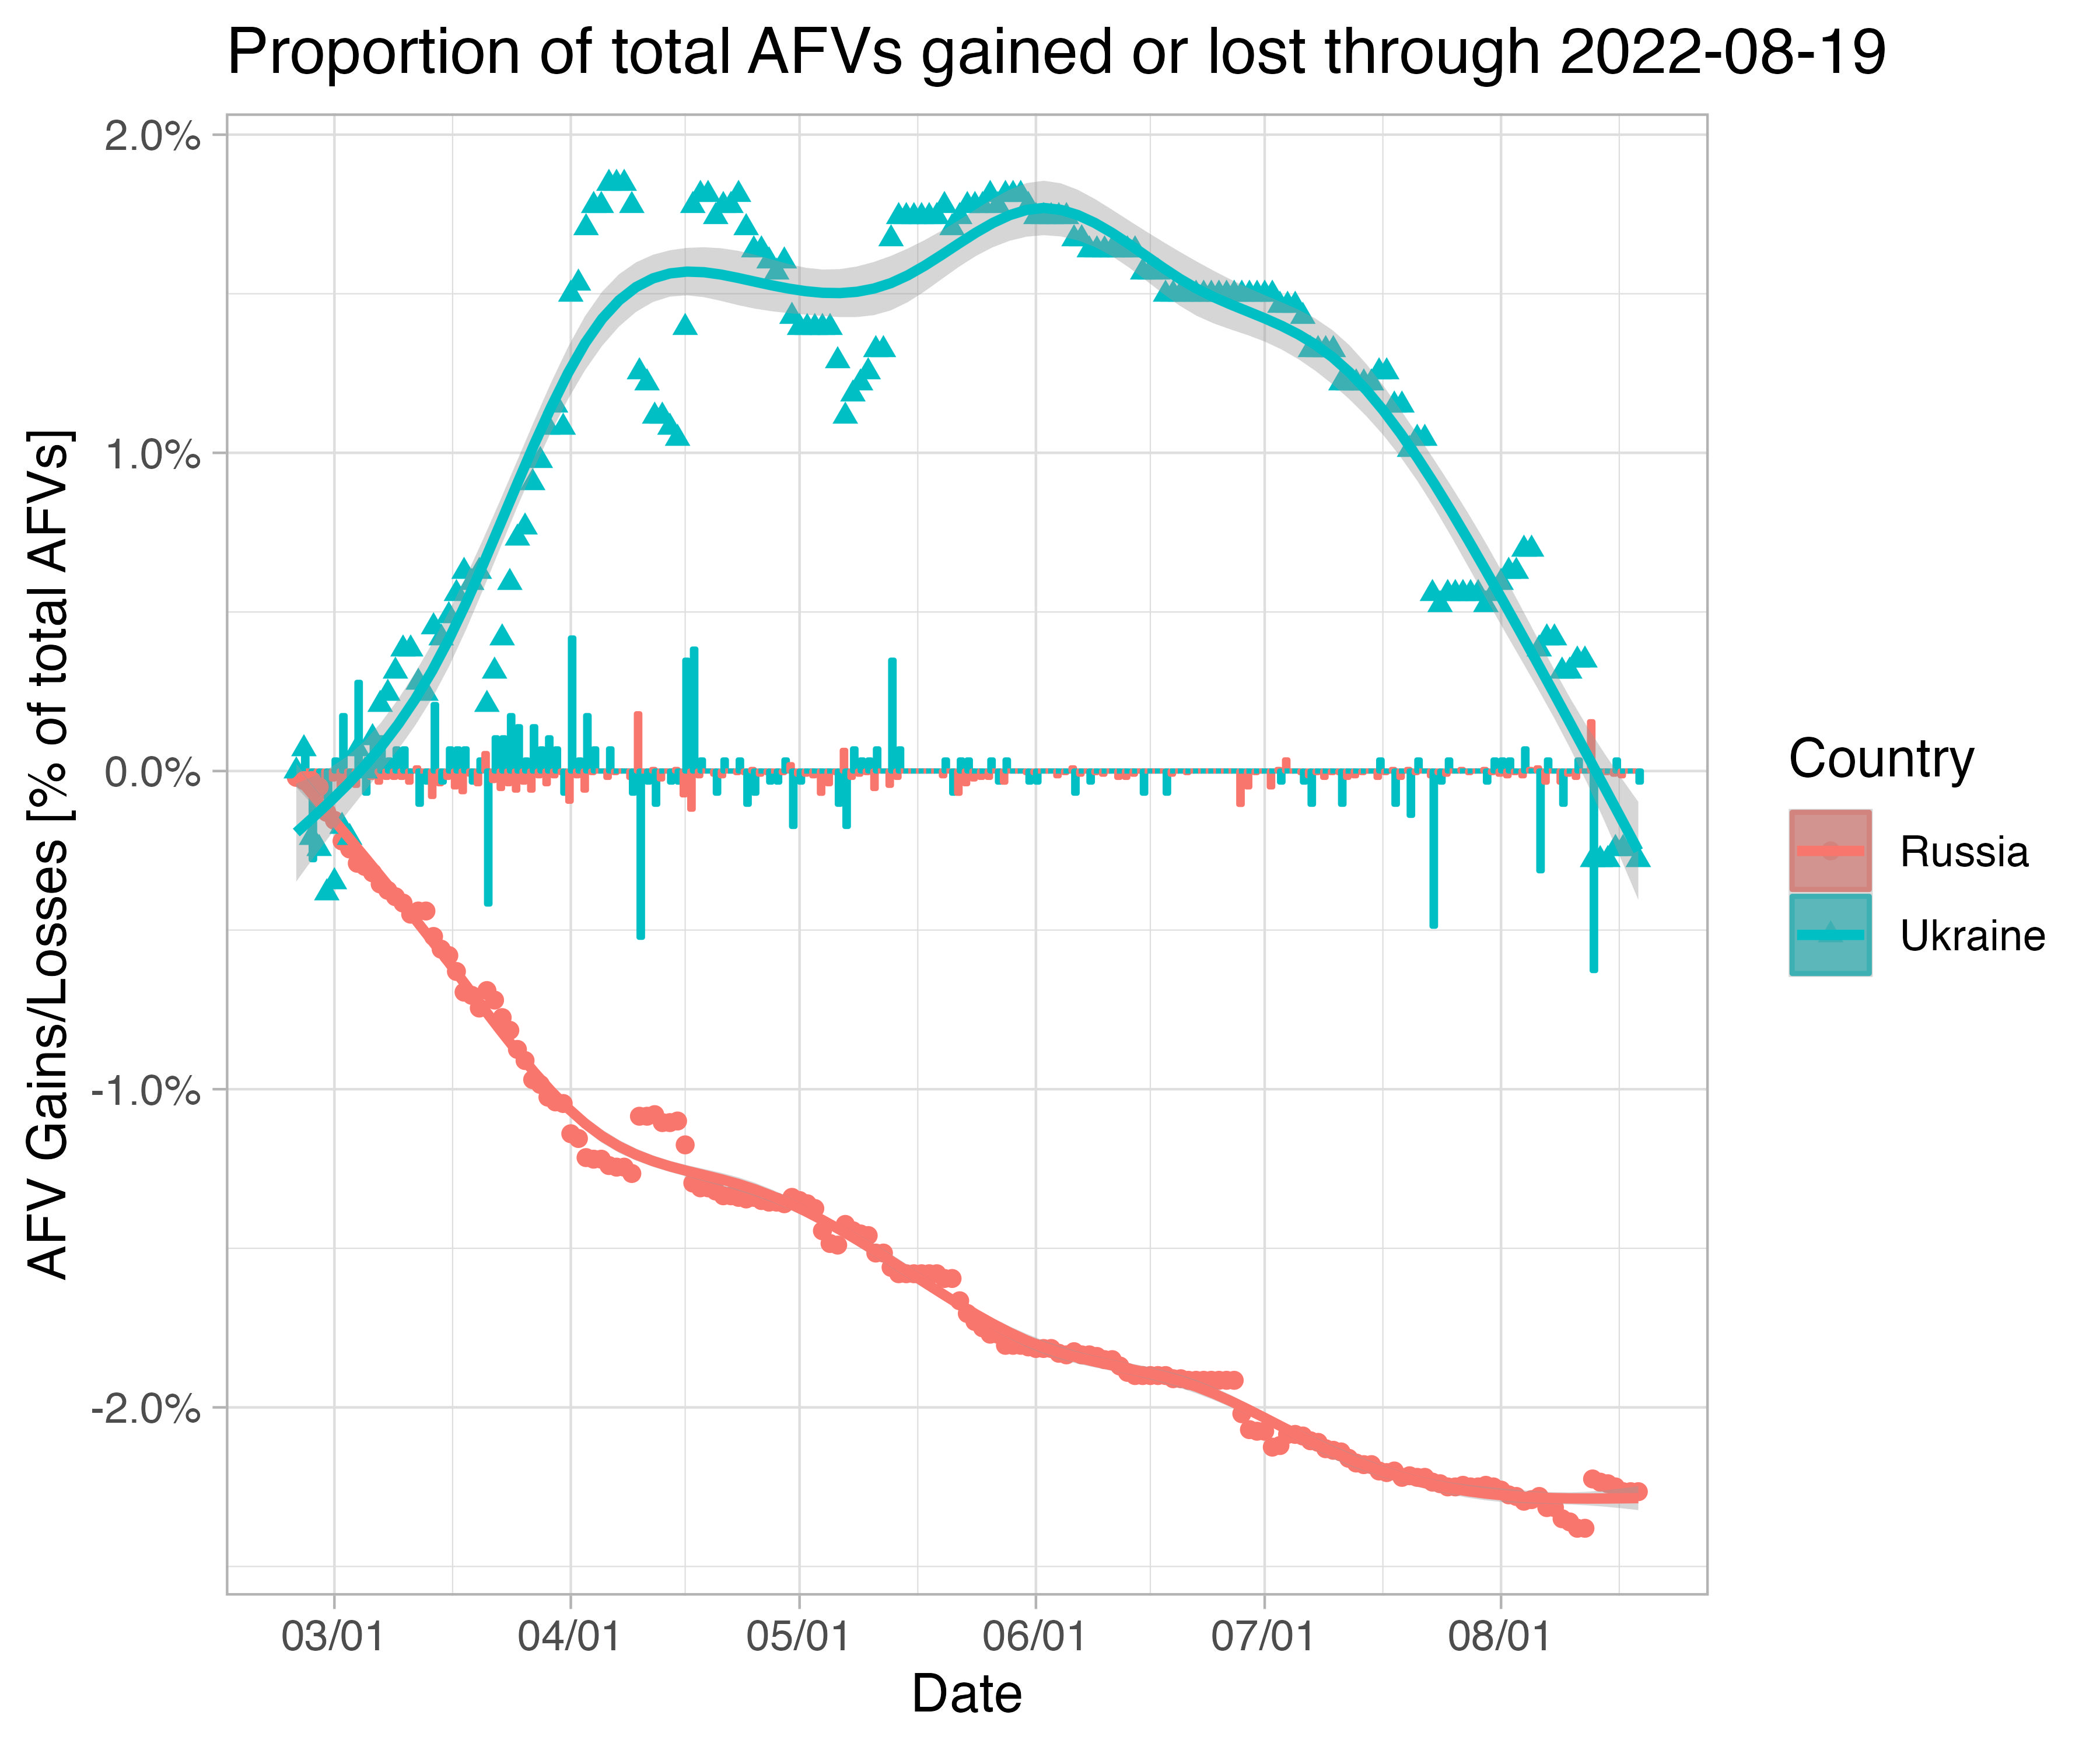 Proportion of total AFVs gained or lost through 2022-08-19
AFV Gains/Losses [% of total AFVs]
2.0%
1.0%
0.0%
-1.0%
-2.0%
03/01
04/01
05/01
06/01
07/01
08/01
Date
Country
Russia
Ukraine